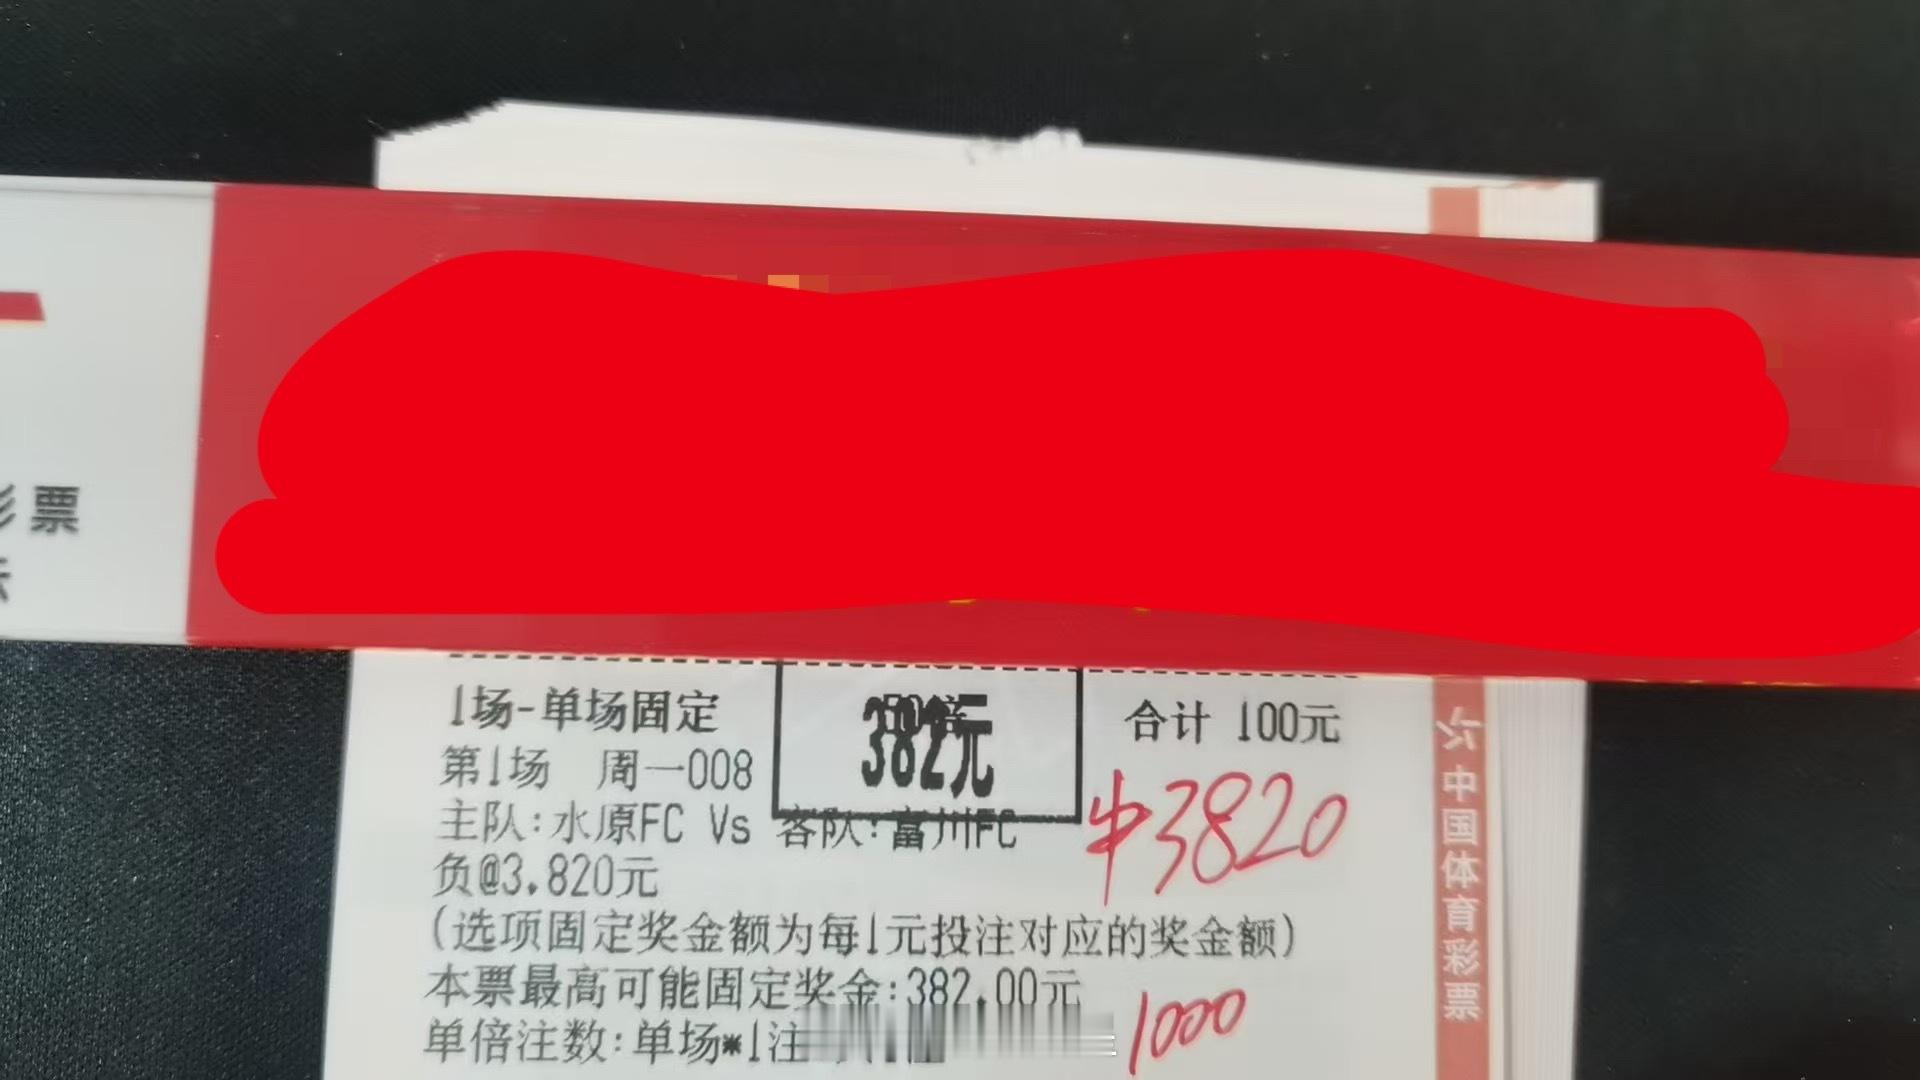 彩票
1场-单场固定
382元
合计 100元
第1场 周一008
主队:水原FC Vs 客队:富川FC
中3820
负@3.820元
(选项固定奖金额为每1元投注对应的奖金额)
本票最高可能固定奖金:382.00元
单倍注数:单场*1注
1000
中国体育彩票